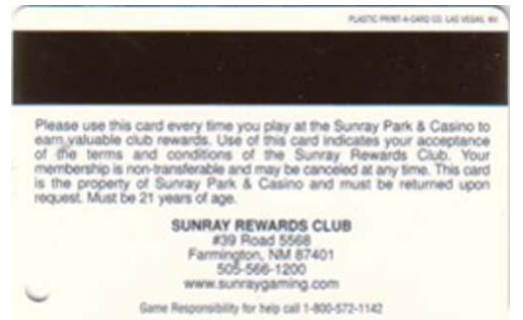 PLASTIC PRINT-A-CARD CO. LAS VEGAS, NV
Please use this card every time you play at the Sunray Park & Casino to
earn valuable club rewards. Use of this card indicates your acceptance
of the terms and conditions of the Sunray Rewards Club. Your
membership is non-transferable and may be canceled at any time. This card
is the property of Sunray Park & Casino and must be returned upon
request. Must be 21 years of age.
SUNRAY REWARDS CLUB
#39 Road 5568
Farmington, NM 87401
505-566-1200
www.sunraygaming.com
Game Responsibility for help call 1-800-572-1142